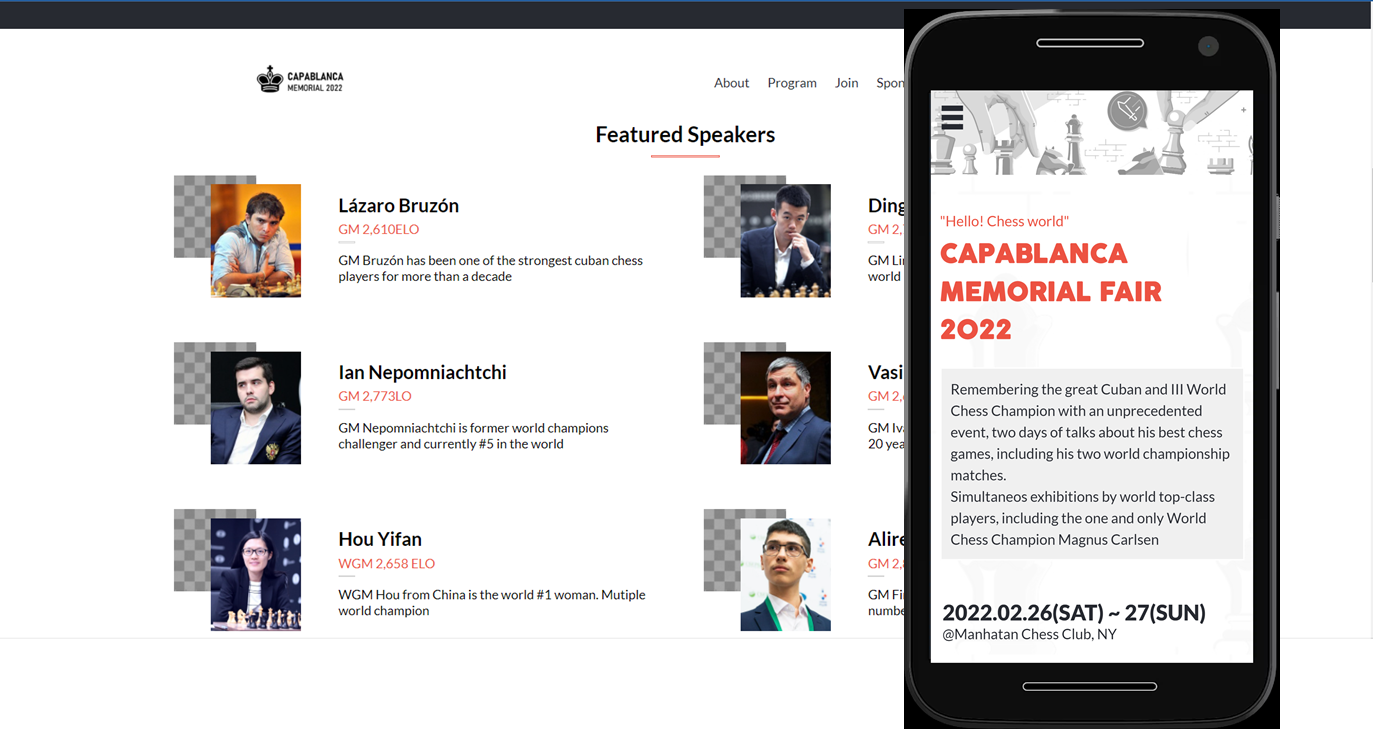 CAPABLANCA
MEMORIAL 2022
About Program Join Spon
Featured Speakers
Lázaro Bruzón
GM 2,610ELO
GM Bruzón has been one of the strongest cuban chess
players for more than a decade
Ding
GM 2,
GM Lir
world
Ian Nepomniachtchi
GM 2,773LO
GM Nepomniachtchi is former world champions
challenger and currently #5 in the world
Vasi
GM 2,
GM Iva
20 yea
Hou Yifan
WGM 2,658 ELO
WGM Hou from China is the world #1 woman. Mutiple
world champion
Alire
GM 2,
GM Fir
numbe
"Hello! Chess world"
CAPABLANCA
MEMORIAL FAIR
2022
Remembering the great Cuban and III World
Chess Champion with an unprecedented
event, two days of talks about his best chess
games, including his two world championship
matches.
Simultaneos exhibitions by world top-class
players, including the one and only World
Chess Champion Magnus Carlsen
2022.02.26(SAT) ~ 27(SUN)
@Manhatan Chess Club, NY